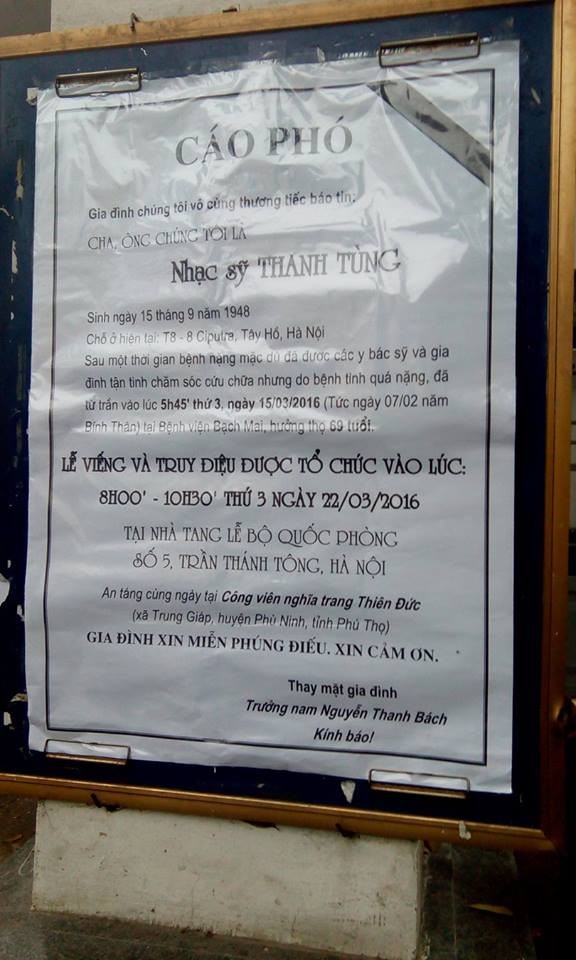 CÁO PHÓ
Gia đình chúng tôi vô cùng thương tiếc báo tin:
CHA, ÔNG CHÚNG TÔI LÀ
Nhạc sỹ THANH TÙNG
Sinh ngày 15 tháng 9 năm 1948
Chỗ ở hiện tại: T8 - 8 Ciputra, Tây Hồ, Hà Nội
Sau một thời gian bệnh nặng mặc dù đã được các y bác sỹ và gia
đình tận tình chăm sóc cứu chữa nhưng do bệnh tình quá nặng, đã
từ trần vào lúc 5h45' thứ 3, ngày 15/03/2016 (Tức ngày 07/02 năm
Bính Thân) tại Bệnh viện Bạch Mai, hưởng thọ 69 tuổi.
LỄ VIẾNG VÀ TRUY ĐIỆU ĐƯỢC TỔ CHỨC VÀO LÚC:
8H00' - 10H30' THỨ 3 NGÀY 22/03/2016
TẠI NHÀ TANG LỄ BỘ QUỐC PHÒNG
SỐ 5, TRẦN THÁNH TÔNG, HÀ NỘI
An táng cùng ngày tại Công viên nghĩa trang Thiên Đức
(xã Trung Giáp, huyện Phù Ninh, tỉnh Phú Thọ)
GIA ĐÌNH XIN MIỄN PHÚNG ĐIẾU. XIN CẢM ƠN.
Thay mặt gia đình
Trưởng nam Nguyễn Thanh Bách
Kính báo!